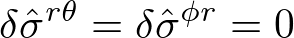 δσ̂^{rθ} = δσ̂^{ϕr} = 0